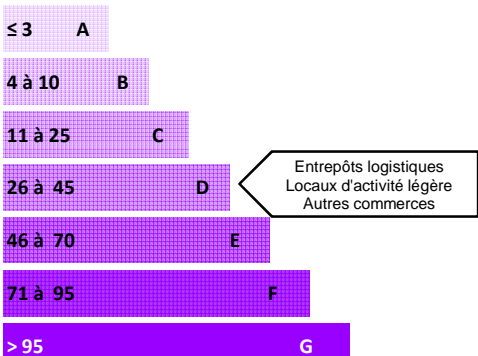 ≤ 3 A
4 à 10 B
11 à 25 C
26 à 45 D
Entrepôts logistiques
Locaux d'activité légère
Autres commerces
46 à 70 E
71 à 95 F
> 95 G